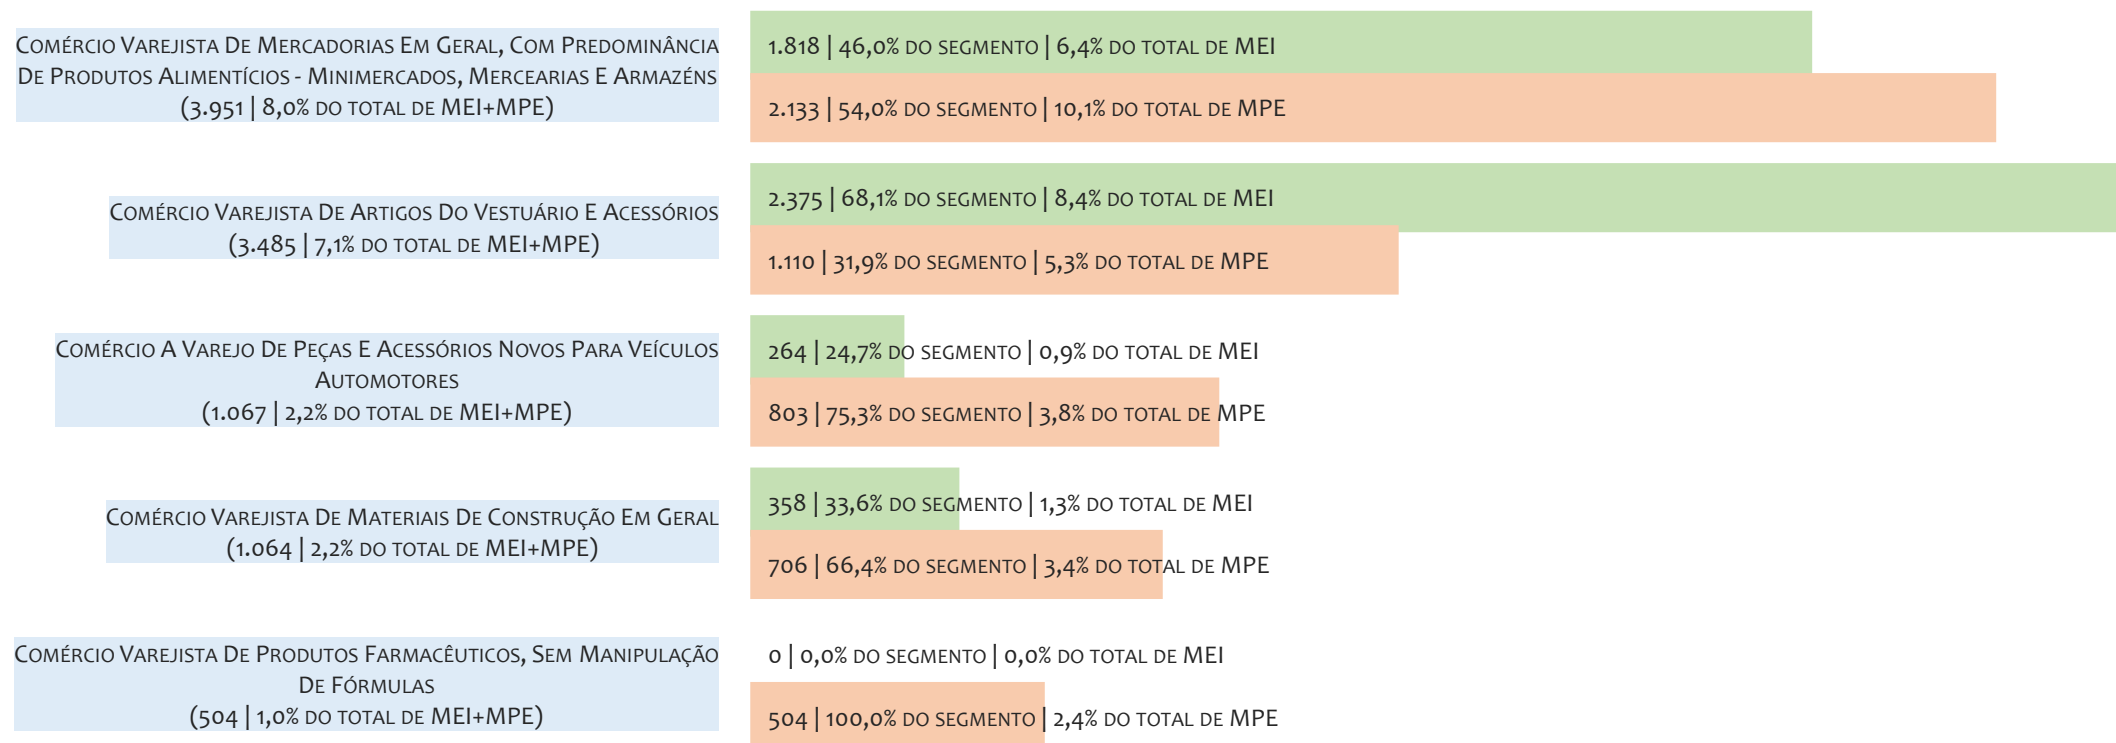 Comércio Varejista De Mercadorias Em Geral, Com Predominância
De Produtos Alimentícios - Minimercados, Mercearias E Armazéns
(3.951 | 8,0% do total de MEI+MPE)
1.818 | 46,0% do segmento | 6,4% do total de MEI
2.133 | 54,0% do segmento | 10,1% do total de MPE
Comércio Varejista De Artigos Do Vestuário E Acessórios
(3.485 | 7,1% do total de MEI+MPE)
2.375 | 68,1% do segmento | 8,4% do total de MEI
1.110 | 31,9% do segmento | 5,3% do total de MPE
Comércio A Varejo De Peças E Acessórios Novos Para Veículos
Automotores
(1.067 | 2,2% do total de MEI+MPE)
264 | 24,7% do segmento | 0,9% do total de MEI
803 | 75,3% do segmento | 3,8% do total de MPE
Comércio Varejista De Materiais De Construção Em Geral
(1.064 | 2,2% do total de MEI+MPE)
358 | 33,6% do segmento | 1,3% do total de MEI
706 | 66,4% do segmento | 3,4% do total de MPE
Comércio Varejista De Produtos Farmacêuticos, Sem Manipulação
De Fórmulas
(504 | 1,0% do total de MEI+MPE)
0 | 0,0% do segmento | 0,0% do total de MEI
504 | 100,0% do segmento | 2,4% do total de MPE